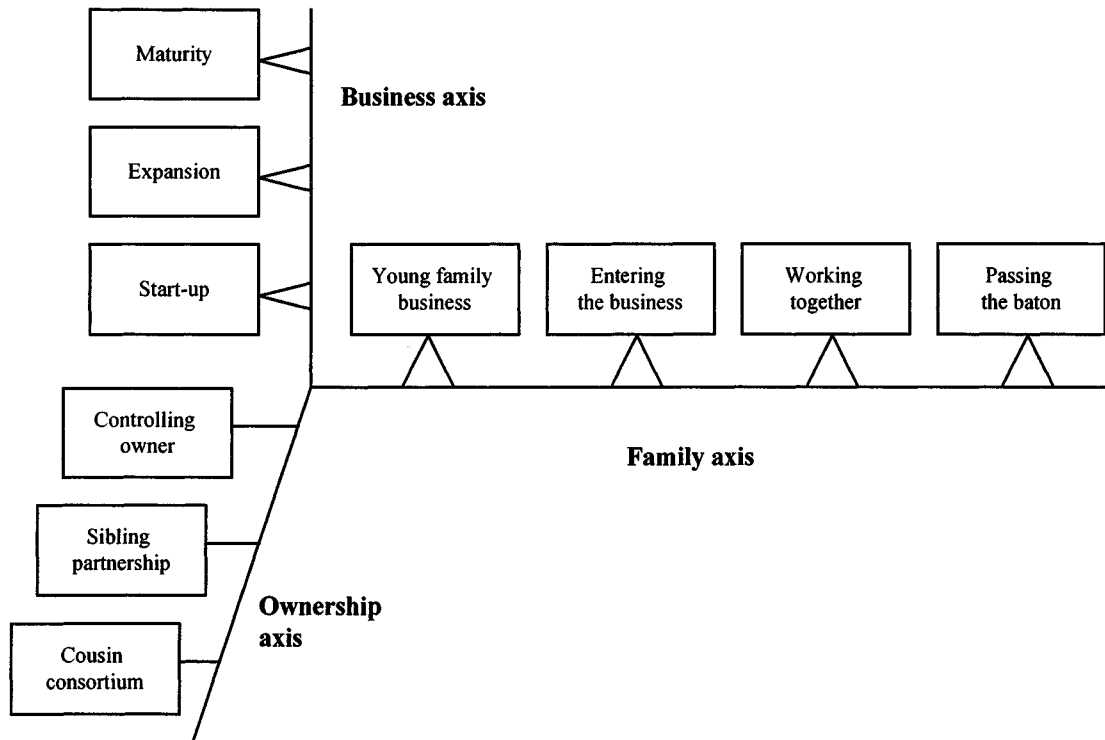 Maturity
Business axis
Expansion
Start-up
Young family
business
Entering
the business
Working
together
Passing
the baton
Controlling
owner
Family axis
Sibling
partnership
Ownership
axis
Cousin
consortium